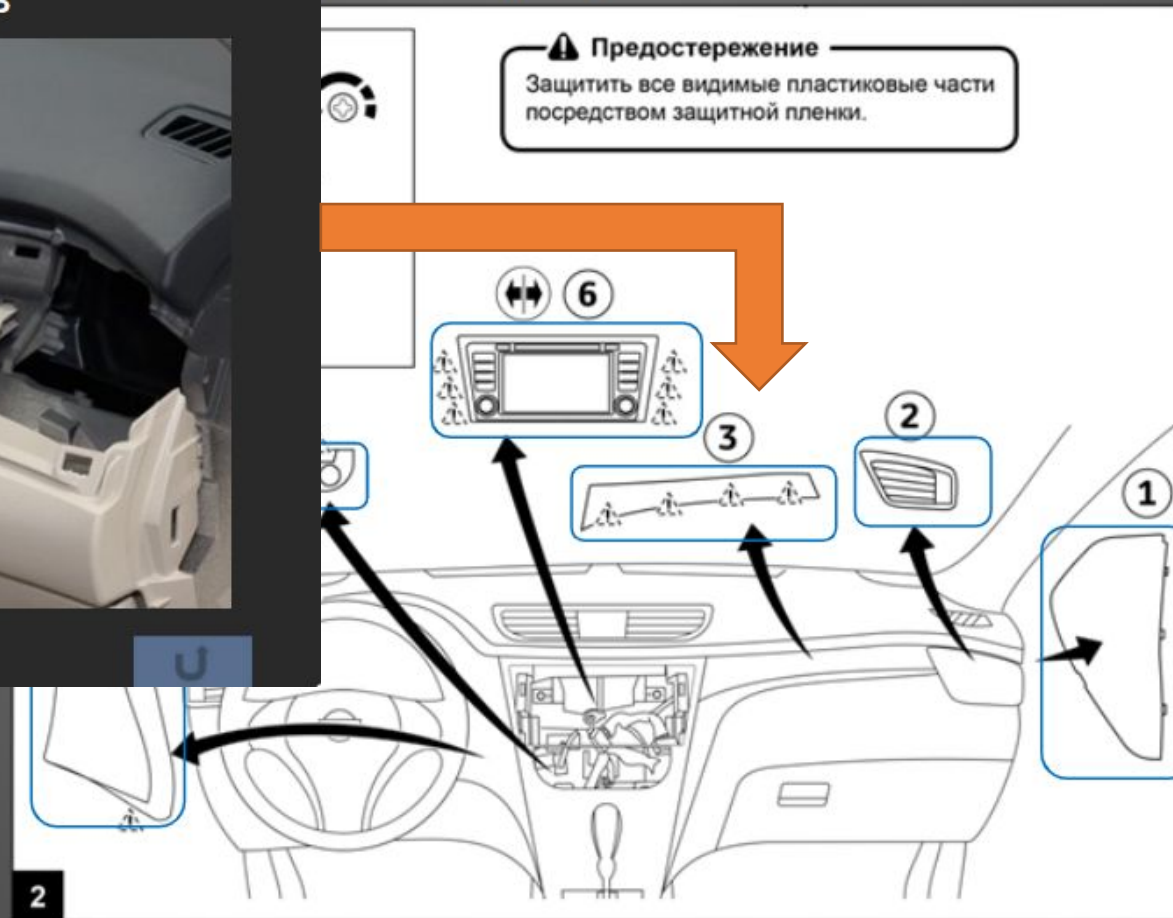 Предостережение
Защитить все видимые пластиковые части
посредством защитной пленки.
6
3
2
1
2